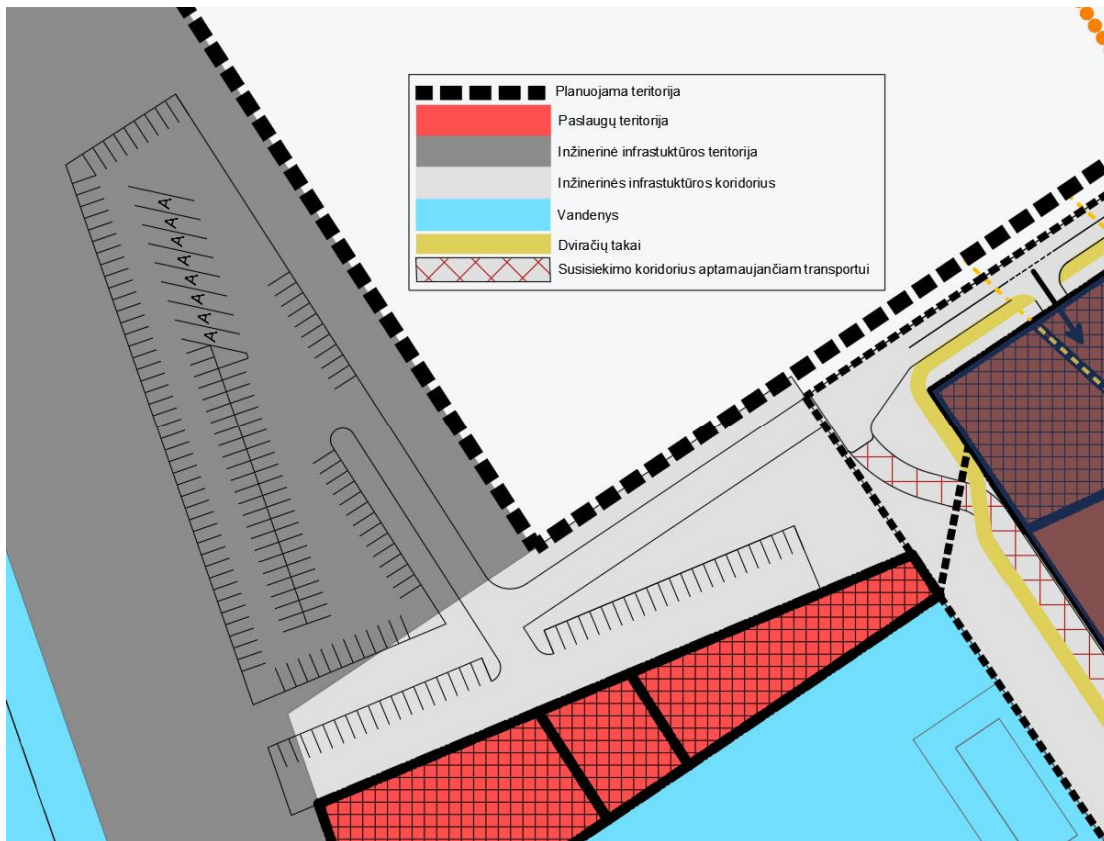 Planuojama teritorija
Paslaugų teritorija
Inžinerinė infrastuktūros teritorija
Inžinerinės infrastuktūros koridorius
Vandenys
Dviračių takai
Susisiekimo koridorius aptarnaujančiam transportui
A
A
A
A
A
A
A
A